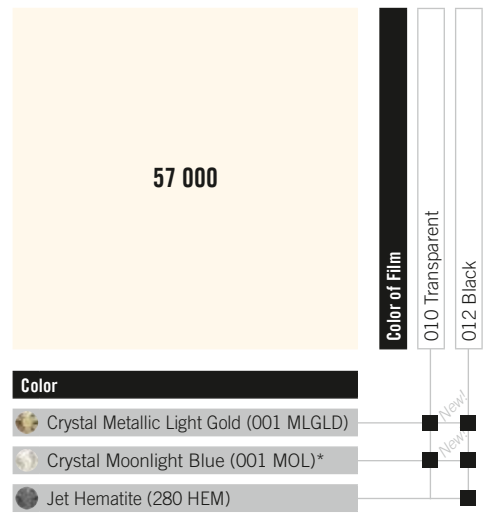 57 000
Color of Film
010 Transparent
012 Black
Color
Crystal Metallic Light Gold (001 MLGLD)
New!
Crystal Moonlight Blue (001 MOL)*
New!
Jet Hematite (280 HEM)